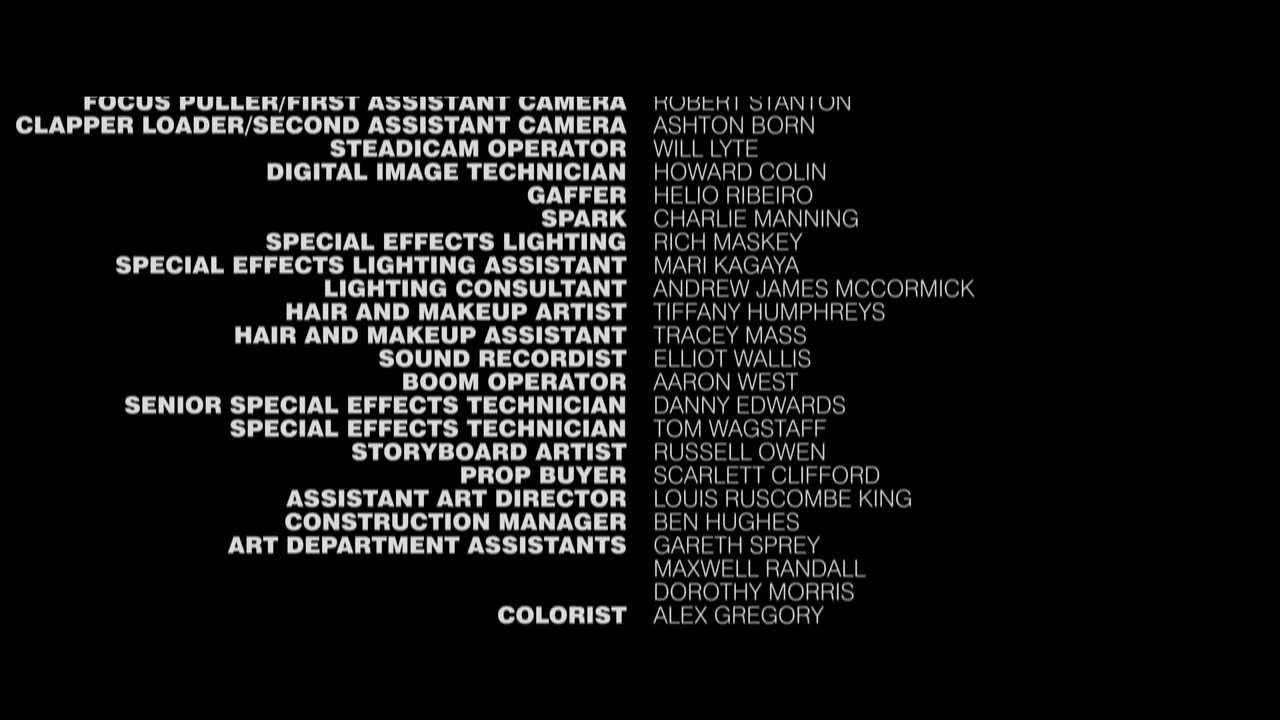 FOCUS PULLER/FIRST ASSISTANT CAMERA ROBERT STANTON
CLAPPER LOADER/SECOND ASSISTANT CAMERA ASHTON BORN
STEADICAM OPERATOR WILL LYTE
DIGITAL IMAGE TECHNICIAN HOWARD COLIN
GAFFER HELIO RIBEIRO
SPARK CHARLIE MANNING
SPECIAL EFFECTS LIGHTING RICH MASKEY
SPECIAL EFFECTS LIGHTING ASSISTANT MARI KAGAYA
LIGHTING CONSULTANT ANDREW JAMES MCCORMICK
HAIR AND MAKEUP ARTIST TIFFANY HUMPHREYS
HAIR AND MAKEUP ASSISTANT TRACEY MASS
SOUND RECORDIST ELLIOT WALLIS
BOOM OPERATOR AARON WEST
SENIOR SPECIAL EFFECTS TECHNICIAN DANNY EDWARDS
SPECIAL EFFECTS TECHNICIAN TOM WAGSTAFF
STORYBOARD ARTIST RUSSELL OWEN
PROP BUYER SCARLETT CLIFFORD
ASSISTANT ART DIRECTOR LOUIS RUSCOMBE KING
CONSTRUCTION MANAGER BEN HUGHES
ART DEPARTMENT ASSISTANTS GARETH SPREY
MAXWELL RANDALL
DOROTHY MORRIS
COLORIST ALEX GREGORY